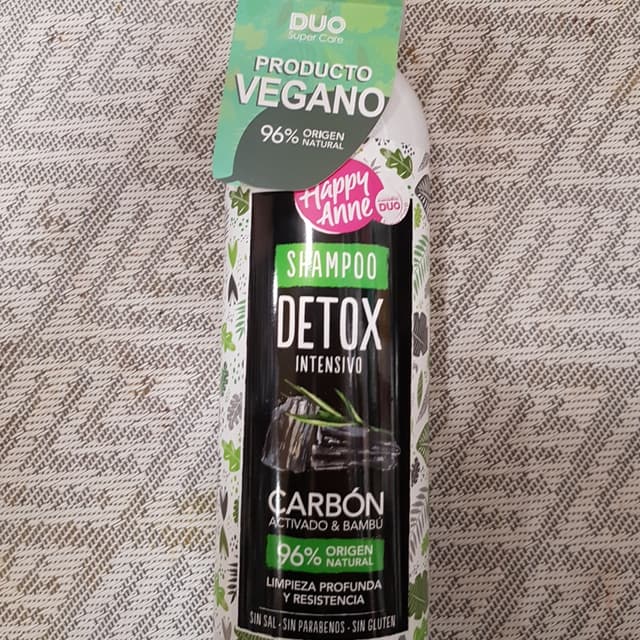 DUO
Super Care
PRODUCTO
VEGANO
96% ORIGEN
NATURAL
Happy
Anne
DUO
SHAMPOO
DETOX
INTENSIVO
CARBÓN
ACTIVADO & BAMBÚ
96% ORIGEN
NATURAL
LIMPIEZA PROFUNDA
Y RESISTENCIA
SIN SAL - SIN PARABENOS - SIN GLUTEN